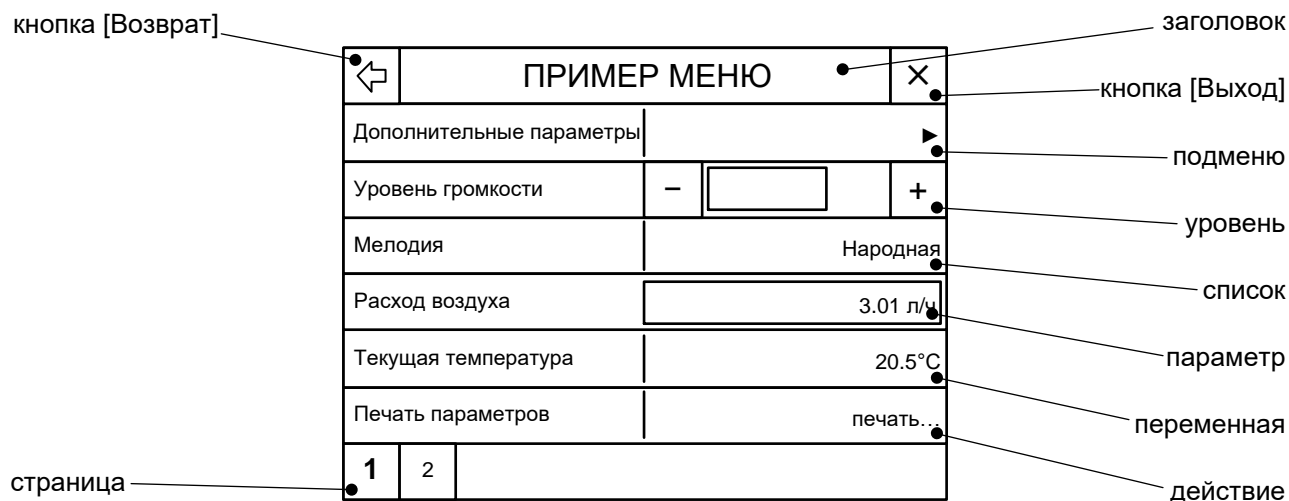 кнопка [Возврат]
заголовок
ПРИМЕР МЕНЮ
×
кнопка [Выход]
Дополнительные параметры
►
подменю
Уровень громкости
−
+
уровень
Мелодия
Народная
список
Расход воздуха
3.01 л/ч
параметр
Текущая температура
20.5°C
переменная
Печать параметров
печать…
действие
1
2
страница